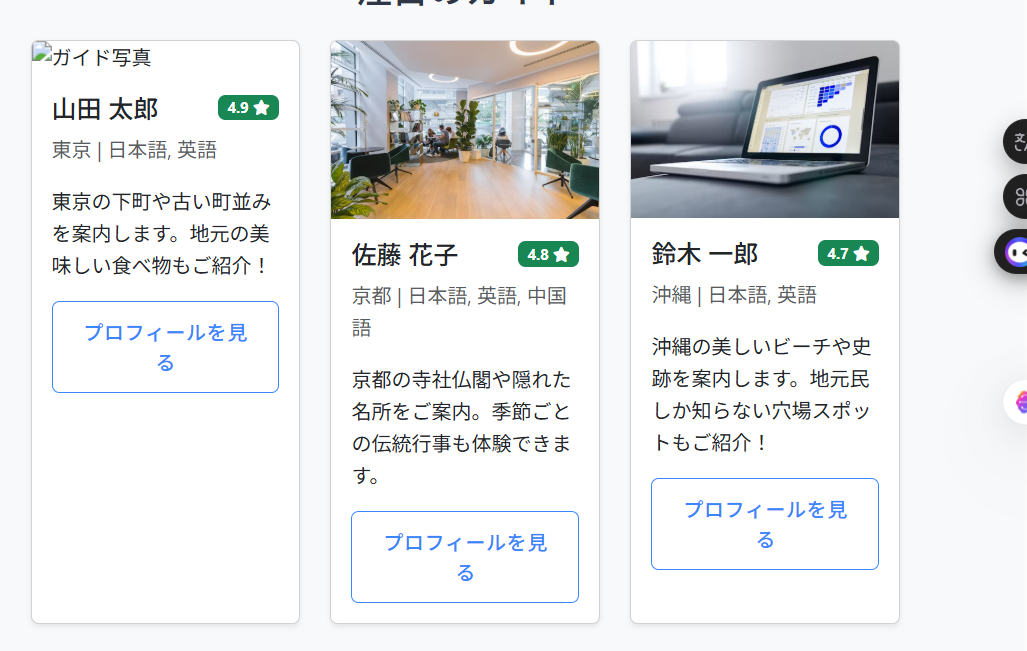 ガイド写真
山田 太郎
4.9
東京 | 日本語, 英語
東京の下町や古い町並み
を案内します。地元の美
味しい食べ物もご紹介！
プロフィールを見
る
佐藤 花子
4.8
京都 | 日本語, 英語, 中国
語
京都の寺社仏閣や隠れた
名所をご案内。季節ごと
の伝統行事も体験できま
す。
プロフィールを見
る
鈴木 一郎
4.7
沖縄 | 日本語, 英語
沖縄の美しいビーチや史
跡を案内します。地元民
しか知らない穴場スポッ
トもご紹介！
プロフィールを見
る